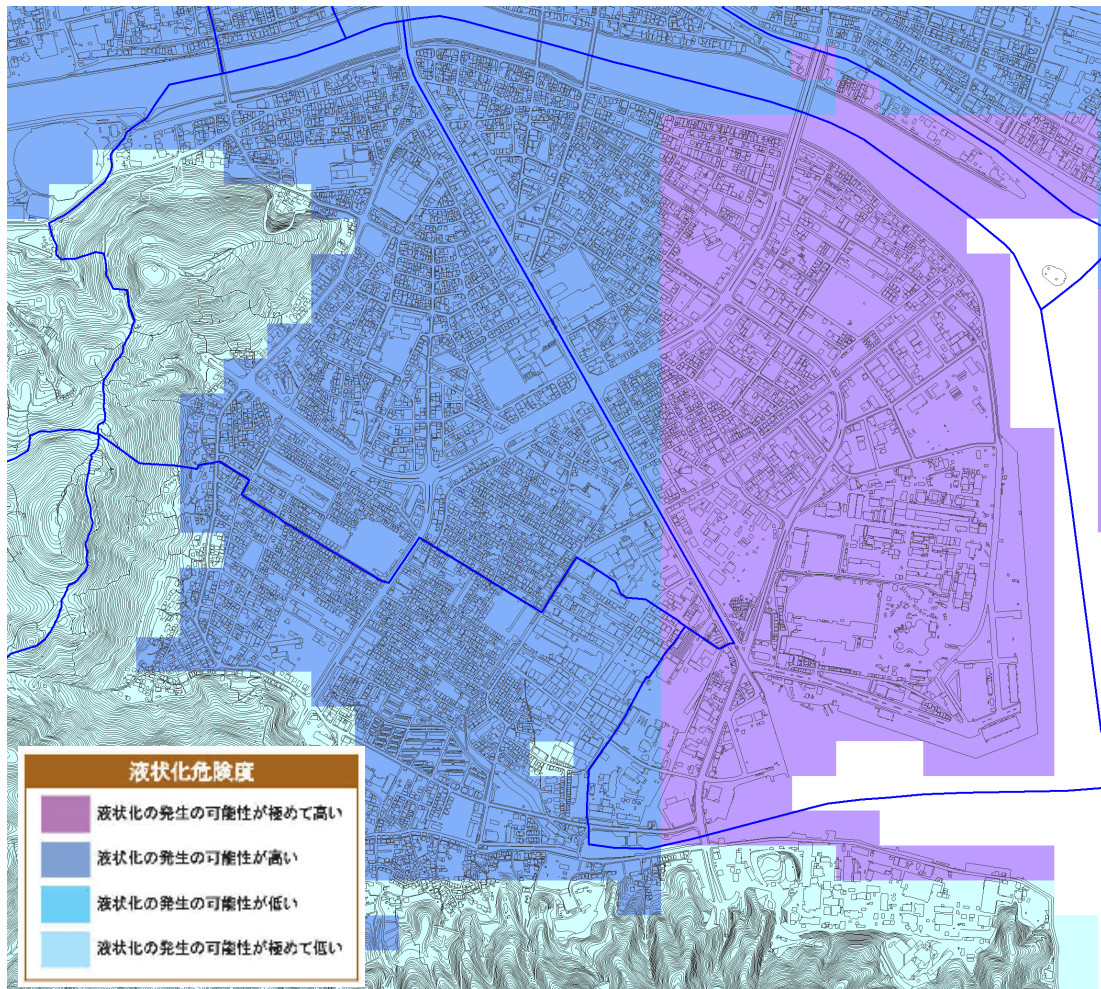 液状化危険度
液状化の発生の可能性が極めて高い
液状化の発生の可能性が高い
液状化の発生の可能性が低い
液状化の発生の可能性が極めて低い